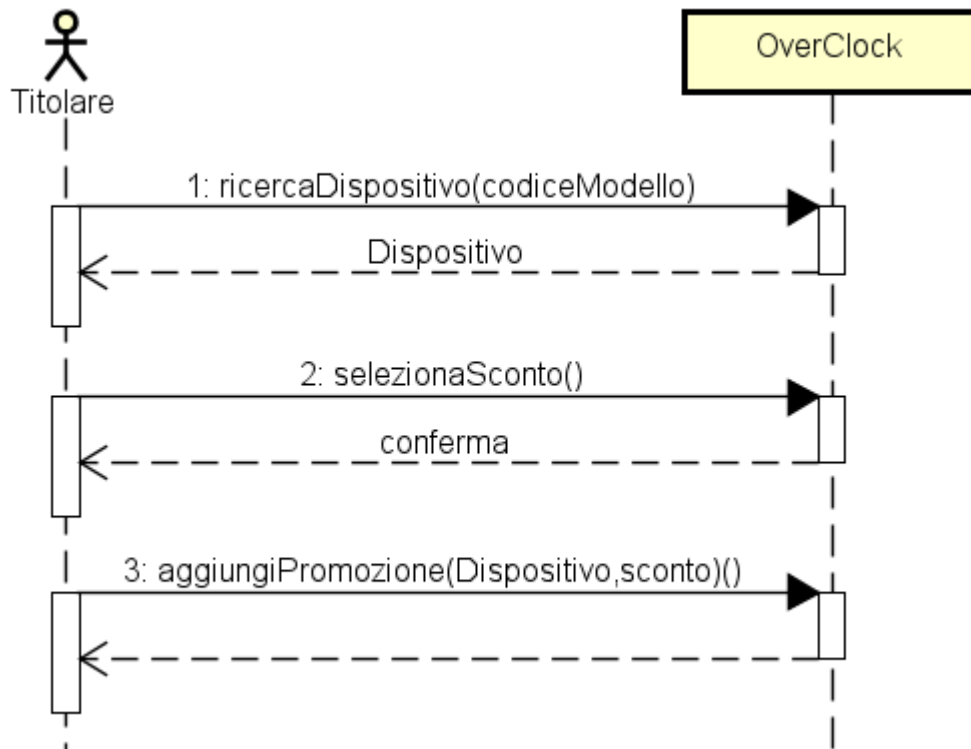 OverClock
Titolare
1: ricercaDispositivo(codiceModello)
Dispositivo
2: selezionaSconto()
conferma
3: aggiungiPromozione(Dispositivo,sconto)()